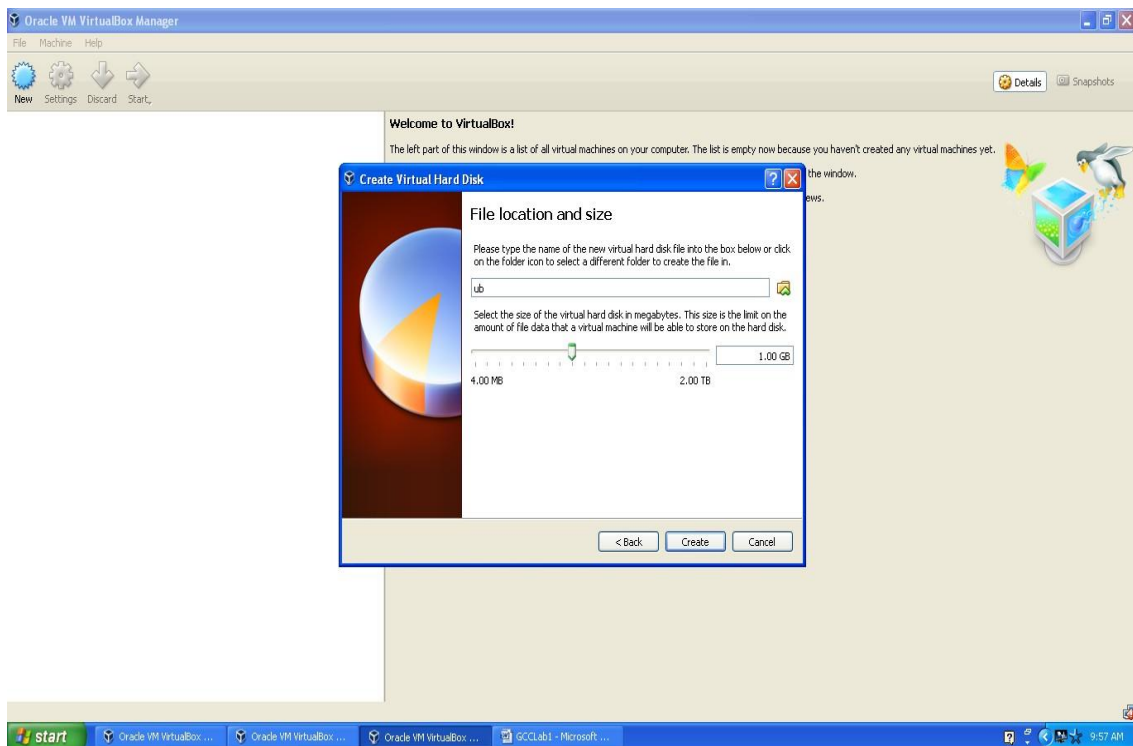 Oracle VM VirtualBox Manager
File Machine Help
New Settings Discard Start,
Details Snapshots
Welcome to VirtualBox!
The left part of this window is a list of all virtual machines on your computer. The list is empty now because you haven't created any virtual machines yet.
the window.
ews.
Create Virtual Hard Disk
File location and size
Please type the name of the new virtual hard disk file into the box below or click
on the folder icon to select a different folder to create the file in.
ub
Select the size of the virtual hard disk in megabytes. This size is the limit on the
amount of file data that a virtual machine will be able to store on the hard disk.
1.00 GB
4.00 MB 2.00 TB
< Back Create Cancel
start Oracle VM VirtualBox ... Oracle VM VirtualBox ... Oracle VM VirtualBox ... GCCLab1 - Microsoft ... 9:57 AM